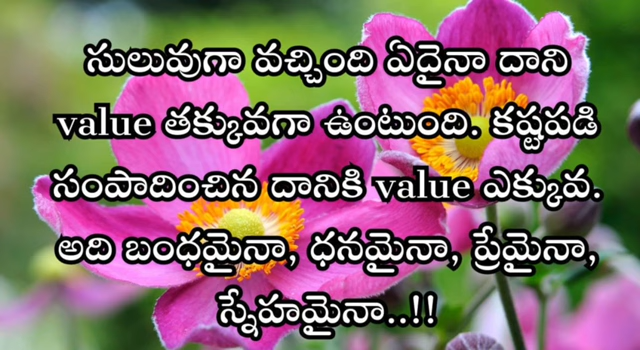 సులువుగా వచ్చింది ఏదైనా దాని
value తక్కువగా ఉంటుంది. కష్టపడి
సంపాదించిన దానికి value ఎక్కువ.
అది బంధమైనా, ధనమైనా, ప్రేమైనా,
స్నేహమైనా..!!